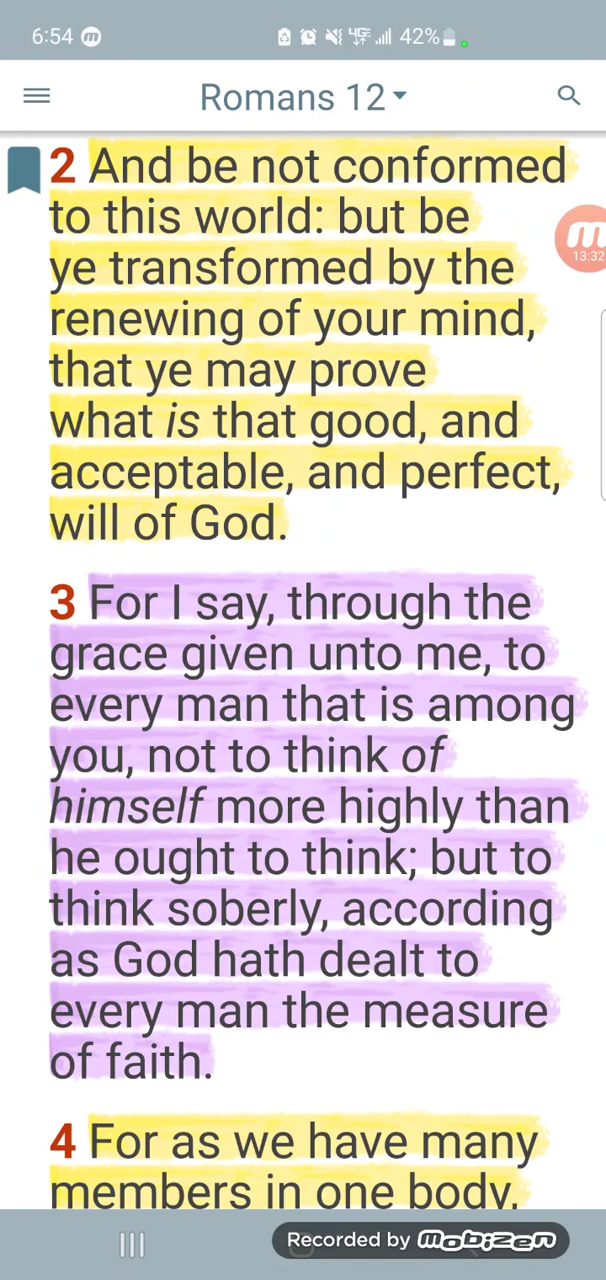 6:54 m 4GE 42%
Romans 12
2 And be not conformed
to this world: but be
ye transformed by the
renewing of your mind,
that ye may prove
what is that good, and
acceptable, and perfect,
will of God.
m
13:32
3 For I say, through the
grace given unto me, to
every man that is among
you, not to think of
himself more highly than
he ought to think; but to
think soberly, according
as God hath dealt to
every man the measure
of faith.
4 For as we have many
members in one body,
Recorded by mobizen